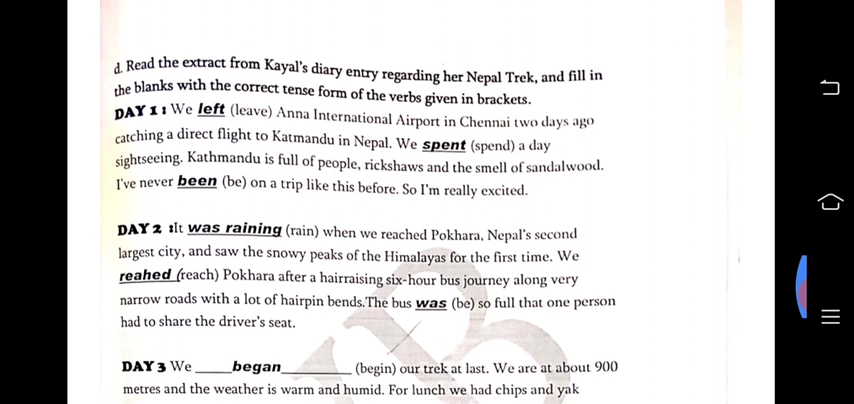 d. Read the extract from Kayal's diary entry regarding her Nepal Trek, and fill in
the blanks with the correct tense form of the verbs given in brackets.
DAY 1 : We left (leave) Anna International Airport in Chennai two days ago
catching a direct flight to Katmandu in Nepal. We spent (spend) a day
sightseeing. Kathmandu is full of people, rickshaws and the smell of sandalwood.
I've never been (be) on a trip like this before. So I'm really excited.
DAY 2 :It was raining (rain) when we reached Pokhara, Nepal's second
largest city, and saw the snowy peaks of the Himalayas for the first time. We
reahed (reach) Pokhara after a hairraising six-hour bus journey along very
narrow roads with a lot of hairpin bends.The bus was (be) so full that one person
had to share the driver's seat.
DAY 3 We _____began__________ (begin) our trek at last. We are at about 900
metres and the weather is warm and humid. For lunch we had chips and yak